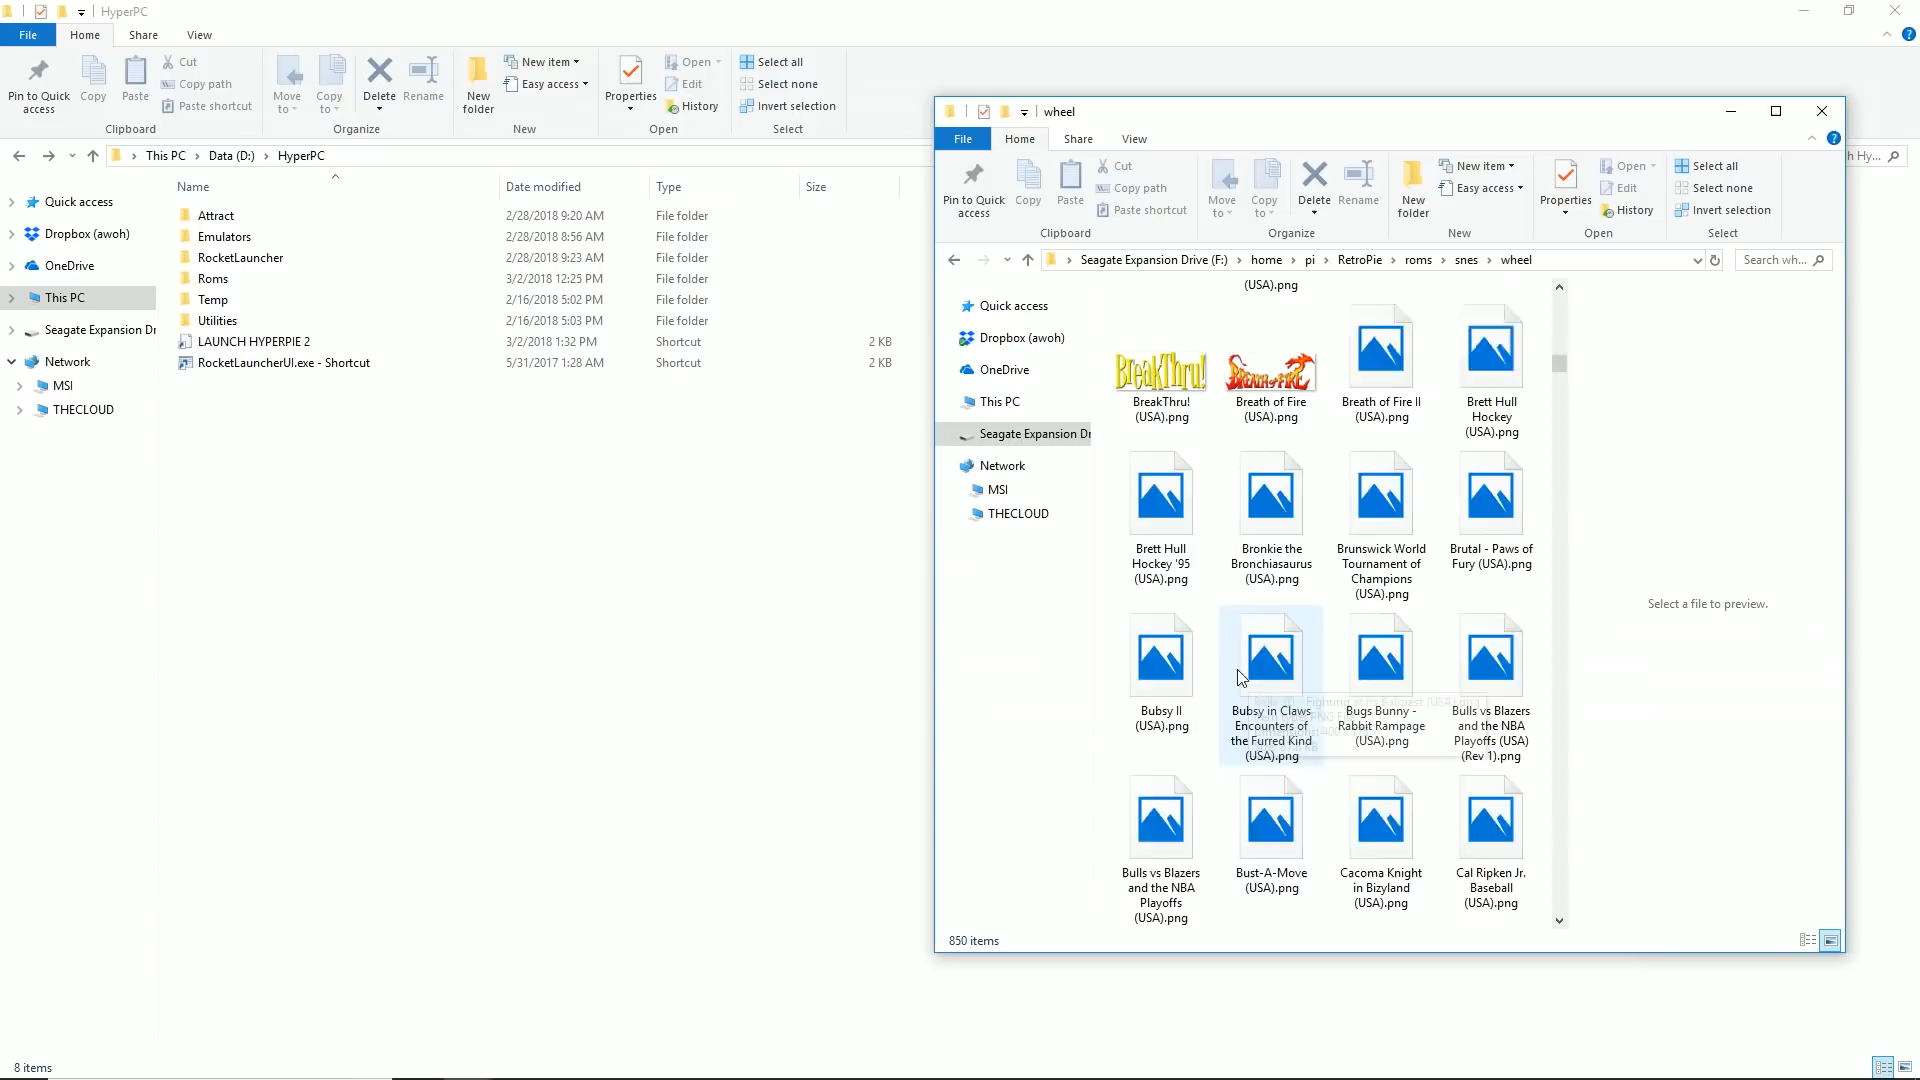 HyperPC
File Home Share View
Pin to Quick access
Copy
Paste
Cut
Copy path
Paste shortcut
Clipboard
Move to
Copy to
Delete
Rename
Organize
New folder
New item
Easy access
New
Properties
Open
Edit
History
Open
Select all
Select none
Invert selection
Select
This PC Data (D:) HyperPC
h Hy...
Name Date modified Type Size
Quick access
Dropbox (awoh)
OneDrive
This PC
Seagate Expansion Dr
Network
MSI
THECLOUD
Attract 2/28/2018 9:20 AM File folder
Emulators 2/28/2018 8:56 AM File folder
RocketLauncher 2/28/2018 9:23 AM File folder
Roms 3/2/2018 12:25 PM File folder
Temp 2/16/2018 5:02 PM File folder
Utilities 2/16/2018 5:03 PM File folder
LAUNCH HYPERPIE 2 3/2/2018 1:32 PM Shortcut 2 KB
RocketLauncherUI.exe - Shortcut 5/31/2017 1:28 AM Shortcut 2 KB
8 items
wheel
File Home Share View
Pin to Quick access
Copy
Paste
Cut
Copy path
Paste shortcut
Clipboard
Move to
Copy to
Delete
Rename
Organize
New folder
New item
Easy access
New
Properties
Open
Edit
History
Open
Select all
Select none
Invert selection
Select
Seagate Expansion Drive (F:) home pi RetroPie roms snes wheel
Search wh...
Quick access
Dropbox (awoh)
OneDrive
This PC
Seagate Expansion Dr
Network
MSI
THECLOUD
(USA).png
BreakThru!
BREATH OF FIRE
BreakThru! (USA).png
Breath of Fire (USA).png
Breath of Fire II (USA).png
Brett Hull Hockey (USA).png
Brett Hull Hockey '95 (USA).png
Bronkie the Bronchiasaurus (USA).png
Brunswick World Tournament of Champions (USA).png
Brutal - Paws of Fury (USA).png
Bubsy II (USA).png
Bubsy in Claws Encounters of the Furred Kind (USA).png
Bugs Bunny - Rabbit Rampage (USA).png
Bulls vs Blazers and the NBA Playoffs (USA) (Rev 1).png
Bulls vs Blazers and the NBA Playoffs (USA).png
Bust-A-Move (USA).png
Cacoma Knight in Bizyland (USA).png
Cal Ripken Jr. Baseball (USA).png
Select a file to preview.
850 items